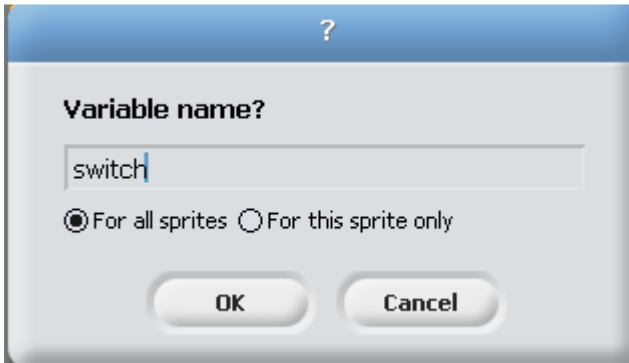 ?
Variable name?
switch
For all sprites For this sprite only
OK Cancel